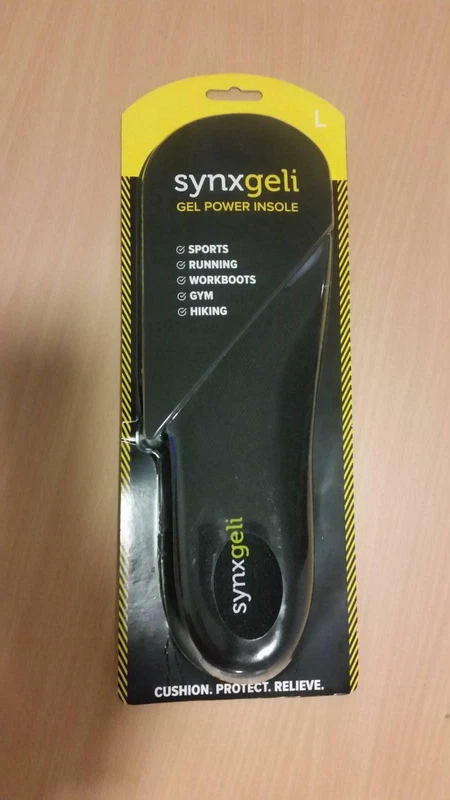 L
synxgeli
GEL POWER INSOLE
SPORTS
RUNNING
WORKBOOTS
GYM
HIKING
synxgeli
CUSHION. PROTECT. RELIEVE.